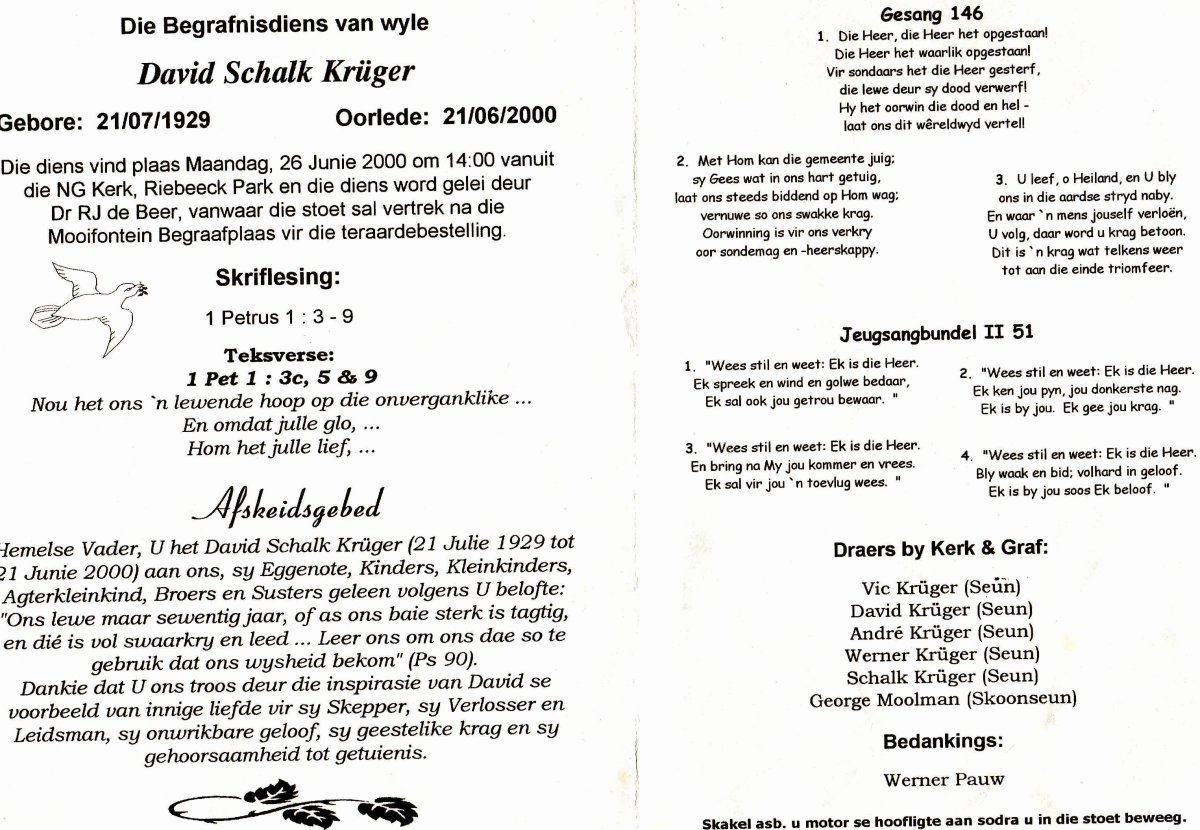 Die Begrafnisdiens van wyle
David Schalk Krüger
Gebore: 21/07/1929 Oorlede: 21/06/2000
Die diens vind plaas Maandag, 26 Junie 2000 om 14:00 vanuit
die NG Kerk, Riebeeck Park en die diens word gelei deur
Dr RJ de Beer, vanwaar die stoet sal vertrek na die
Mooifontein Begraafplaas vir die teraardebestelling.
Skriflesing:
1 Petrus 1 : 3 - 9
Teksverse:
1 Pet 1 : 3c, 5 & 9
Nou het ons `n lewende hoop op die onverganklike ...
En omdat julle glo, ...
Hom het julle lief, ...
Afskeidsgebed
Hemelse Vader, U het David Schalk Krüger (21 Julie 1929 tot
21 Junie 2000) aan ons, sy Eggenote, Kinders, Kleinkinders,
Agterkleinkind, Broers en Susters geleen volgens U belofte:
"Ons lewe maar sewentig jaar, of as ons baie sterk is tagtig,
en dié is vol swaarkry en leed ... Leer ons om ons dae so te
gebruik dat ons wysheid bekom" (Ps 90).
Dankie dat U ons troos deur die inspirasie van David se
voorbeeld van innige liefde vir sy Skepper, sy Verlosser en
Leidsman, sy onwrikbare geloof, sy geestelike krag en sy
gehoorsaamheid tot getuienis.
Gesang 146
1. Die Heer, die Heer het opgestaan!
Die Heer het waarlik opgestaan!
Vir sondaars het die Heer gesterf,
die lewe deur sy dood verwerf!
Hy het oorwin die dood en hel -
laat ons dit wêreldwyd vertel!
2. Met Hom kan die gemeente juig;
sy Gees wat in ons hart getuig,
laat ons steeds biddend op Hom wag;
vernuwe so ons swakke krag.
Oorwinning is vir ons verkry
oor sondemag en -heerskappy.
3. U leef, o Heiland, en U bly
ons in die aardse stryd naby.
En waar `n mens jouself verloën,
U volg, daar word u krag betoon.
Dit is `n krag wat telkens weer
tot aan die einde triomfeer.
Jeugsangbundel II 51
1. "Wees stil en weet: Ek is die Heer.
Ek spreek en wind en golwe bedaar,
Ek sal ook jou getrou bewaar. "
2. "Wees stil en weet: Ek is die Heer.
Ek ken jou pyn, jou donkerste nag.
Ek is by jou. Ek gee jou krag. "
3. "Wees stil en weet: Ek is die Heer.
En bring na My jou kommer en vrees.
Ek sal vir jou `n toevlug wees. "
4. "Wees stil en weet: Ek is die Heer.
Bly waak en bid; volhard in geloof.
Ek is by jou soos Ek beloof. "
Draers by Kerk & Graf:
Vic Krüger (Seun)
David Krüger (Seun)
André Krüger (Seun)
Werner Krüger (Seun)
Schalk Krüger (Seun)
George Moolman (Skoonseun)
Bedankings:
Werner Pauw
Skakel asb. u motor se hoofligte aan sodra u in die stoet beweeg.